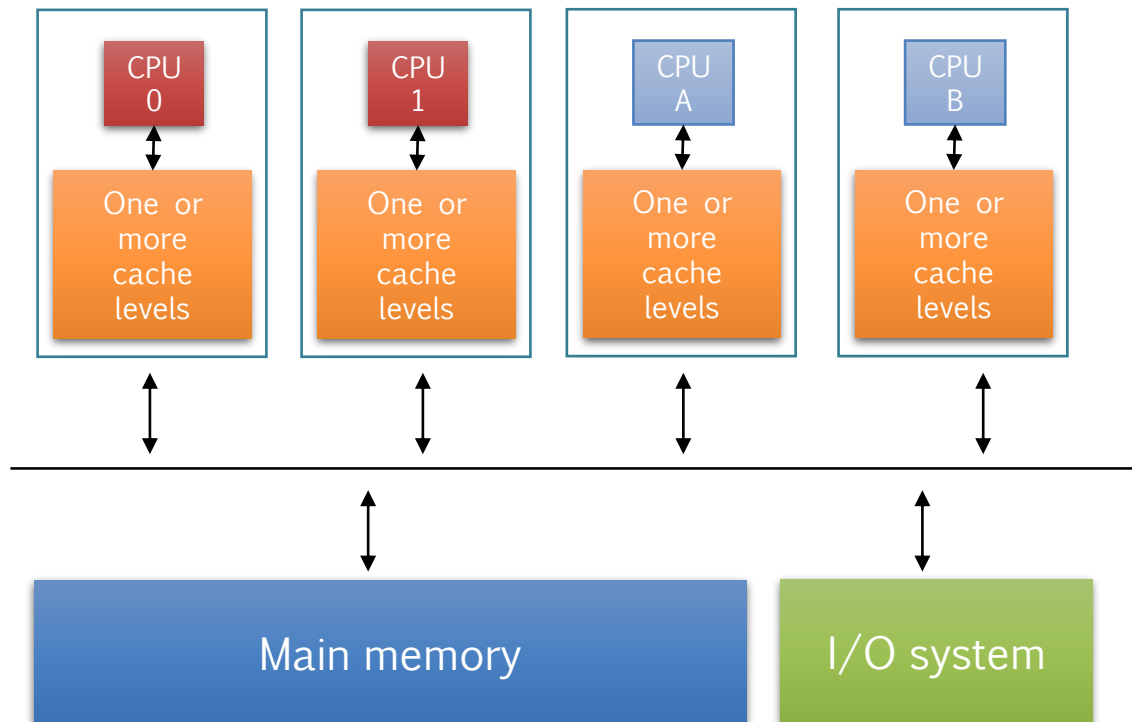 CPU
0
CPU
1
CPU
A
CPU
B
One or
more
cache
levels
One or
more
cache
levels
One or
more
cache
levels
One or
more
cache
levels
Main memory
I/O system